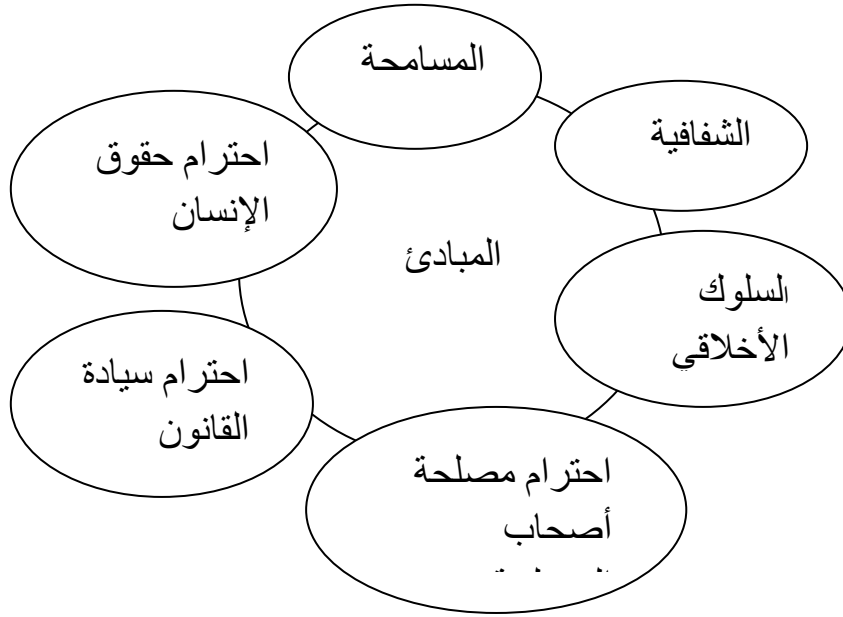 المسامحة
الشفافية
احترام حقوق
الإنسان
المبادئ
السلوك
الأخلاقي
احترام سيادة
القانون
احترام مصلحة
أصحاب